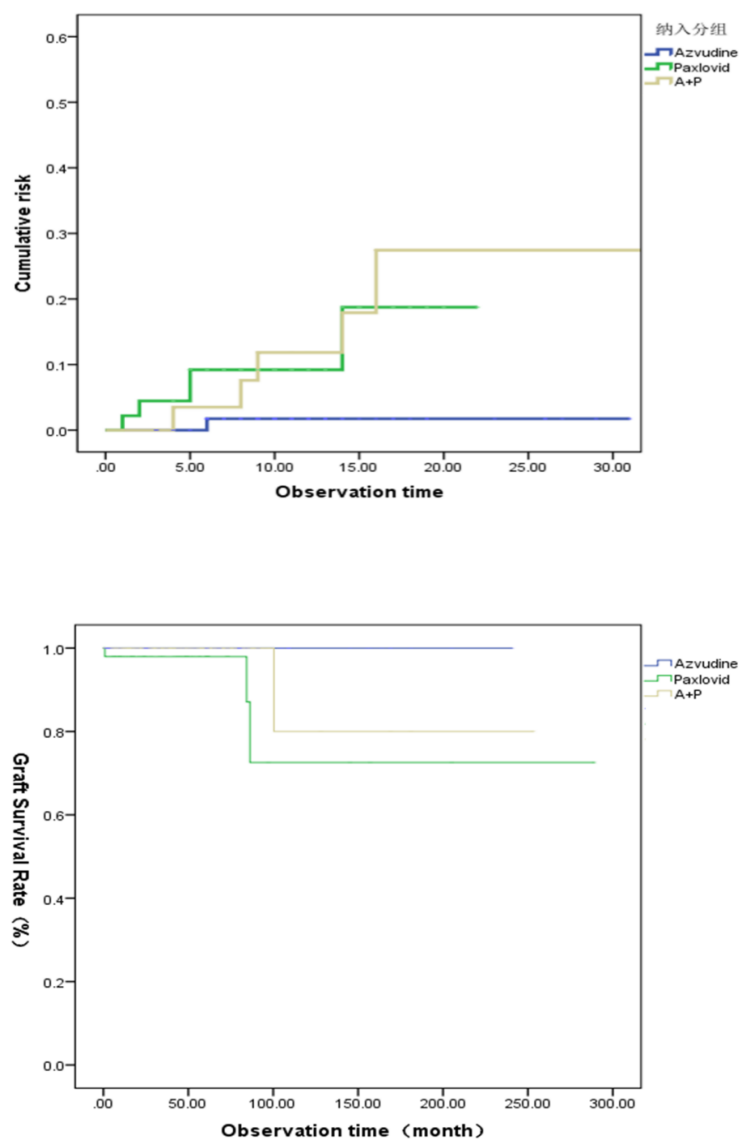 纳入分组
Azvudine
Paxlovid
A+P
0.6
0.5
0.4
0.3
0.2
0.1
0.0
Cumulative risk
.00 5.00 10.00 15.00 20.00 25.00 30.00
Observation time
Azvudine
Paxlovid
A+P
1.0
0.8
0.6
0.4
0.2
0.0
Graft Survival Rate (%)
.00 50.00 100.00 150.00 200.00 250.00 300.00
Observation time（month）